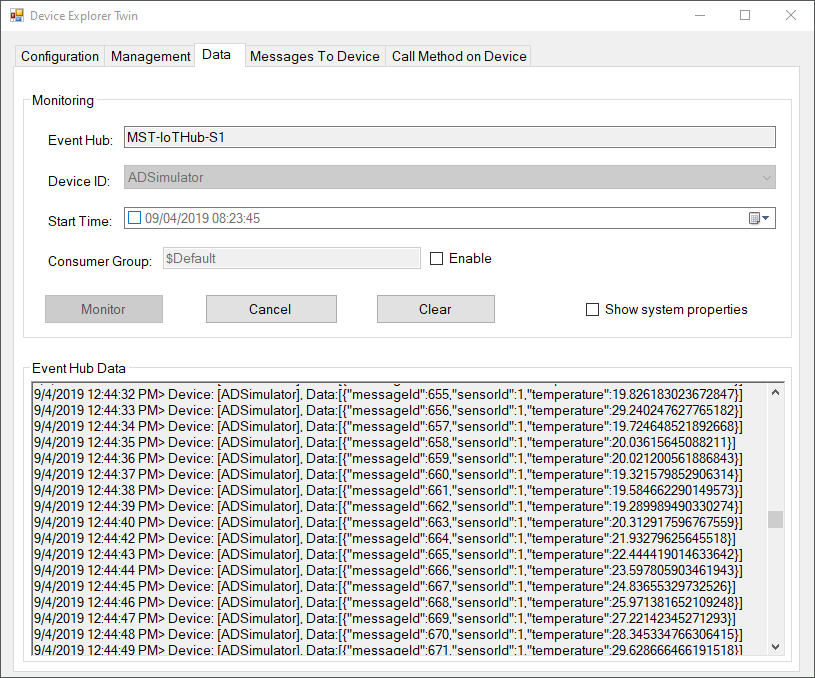 Device Explorer Twin
Configuration Management Data Messages To Device Call Method on Device
Monitoring
Event Hub: MST-IoTHub-S1
Device ID: ADSimulator
Start Time: 09/04/2019 08:23:45
Consumer Group: $Default Enable
Monitor Cancel Clear Show system properties
Event Hub Data
9/4/2019 12:44:32 PM> Device: [ADSimulator], Data:[{"messageId":655,"sensorId":1,"temperature":19.826183023672847}]
9/4/2019 12:44:33 PM> Device: [ADSimulator], Data:[{"messageId":656,"sensorId":1,"temperature":29.240247627765182}]
9/4/2019 12:44:34 PM> Device: [ADSimulator], Data:[{"messageId":657,"sensorId":1,"temperature":19.724648521892668}]
9/4/2019 12:44:35 PM> Device: [ADSimulator], Data:[{"messageId":658,"sensorId":1,"temperature":20.03615645088211}]
9/4/2019 12:44:36 PM> Device: [ADSimulator], Data:[{"messageId":659,"sensorId":1,"temperature":20.021200561886843}]
9/4/2019 12:44:37 PM> Device: [ADSimulator], Data:[{"messageId":660,"sensorId":1,"temperature":19.321579852906314}]
9/4/2019 12:44:38 PM> Device: [ADSimulator], Data:[{"messageId":661,"sensorId":1,"temperature":19.584662290149573}]
9/4/2019 12:44:39 PM> Device: [ADSimulator], Data:[{"messageId":662,"sensorId":1,"temperature":19.289989490330274}]
9/4/2019 12:44:40 PM> Device: [ADSimulator], Data:[{"messageId":663,"sensorId":1,"temperature":20.312917596767559}]
9/4/2019 12:44:42 PM> Device: [ADSimulator], Data:[{"messageId":664,"sensorId":1,"temperature":21.93279625645518}]
9/4/2019 12:44:43 PM> Device: [ADSimulator], Data:[{"messageId":665,"sensorId":1,"temperature":22.444419014633642}]
9/4/2019 12:44:44 PM> Device: [ADSimulator], Data:[{"messageId":666,"sensorId":1,"temperature":23.597805903461943}]
9/4/2019 12:44:45 PM> Device: [ADSimulator], Data:[{"messageId":667,"sensorId":1,"temperature":24.83655329732526}]
9/4/2019 12:44:46 PM> Device: [ADSimulator], Data:[{"messageId":668,"sensorId":1,"temperature":25.971381652109248}]
9/4/2019 12:44:47 PM> Device: [ADSimulator], Data:[{"messageId":669,"sensorId":1,"temperature":27.22142345271293}]
9/4/2019 12:44:48 PM> Device: [ADSimulator], Data:[{"messageId":670,"sensorId":1,"temperature":28.345334766306415}]
9/4/2019 12:44:49 PM> Device: [ADSimulator], Data:[{"messageId":671,"sensorId":1,"temperature":29.628666466191518}]